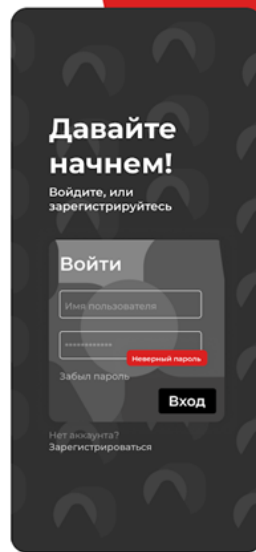 Давайте
начнем!
Войдите, или
зарегистрируйтесь
Войти
Имя пользователя
************
Неверный пароль
Забыл пароль
Вход
Нет аккаунта?
Зарегистрироваться